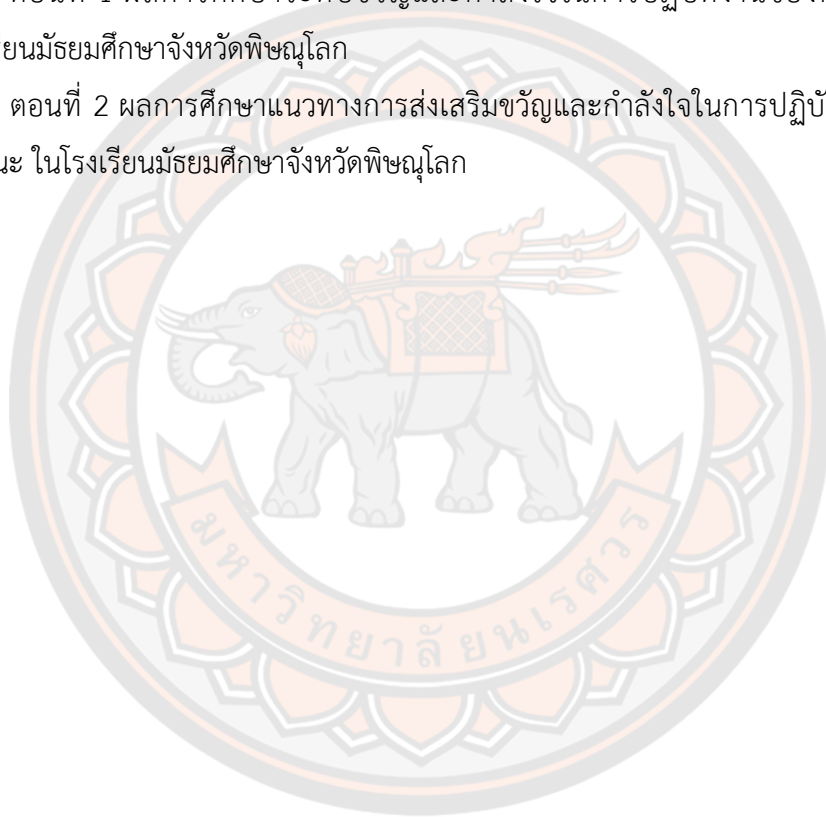 ียนมัธยมศึกษาจังหวัดพิษณุโลก
ตอนที่ 2 ผลการศึกษาแนวทางการส่งเสริมขวัญและกำลังใจในการปฏิบั
นะ ในโรงเรียนมัธยมศึกษาจังหวัดพิษณุโลก
มหาวิทยาลัยนเรศวร